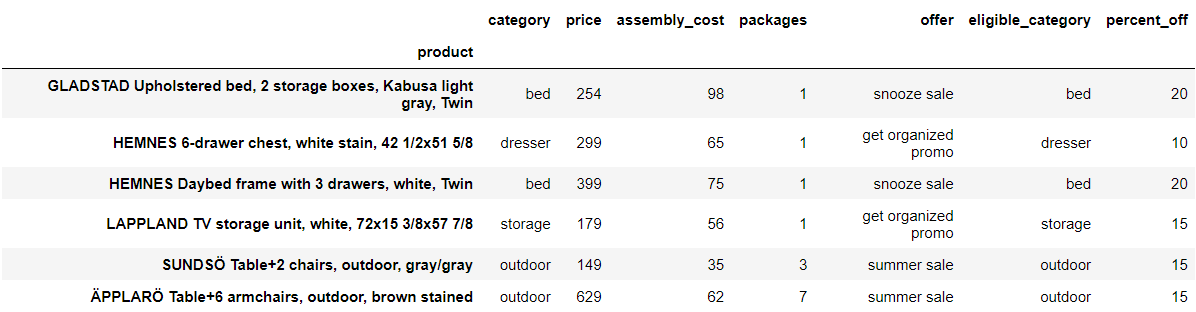 category price assembly_cost packages offer eligible_category percent_off
product
GLADSTAD Upholstered bed, 2 storage boxes, Kabusa light
gray, Twin bed 254 98 1 snooze sale bed 20
HEMNES 6-drawer chest, white stain, 42 1/2x51 5/8 dresser 299 65 1 get organized
promo dresser 10
HEMNES Daybed frame with 3 drawers, white, Twin bed 399 75 1 snooze sale bed 20
LAPPLAND TV storage unit, white, 72x15 3/8x57 7/8 storage 179 56 1 get organized
promo storage 15
SUNDSÖ Table+2 chairs, outdoor, gray/gray outdoor 149 35 3 summer sale outdoor 15
ÄPPLARÖ Table+6 armchairs, outdoor, brown stained outdoor 629 62 7 summer sale outdoor 15